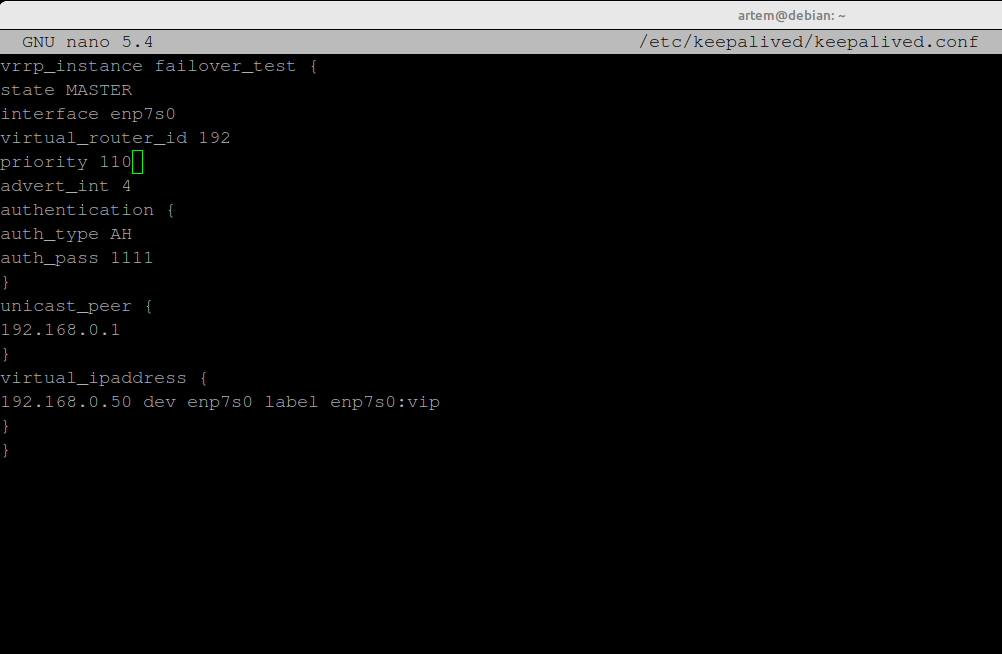 artem@debian: ~
GNU nano 5.4 /etc/keepalived/keepalived.conf
vrrp_instance failover_test {
state MASTER
interface enp7s0
virtual_router_id 192
priority 110
advert_int 4
authentication {
auth_type AH
auth_pass 1111
}
unicast_peer {
192.168.0.1
}
virtual_ipaddress {
192.168.0.50 dev enp7s0 label enp7s0:vip
}
}